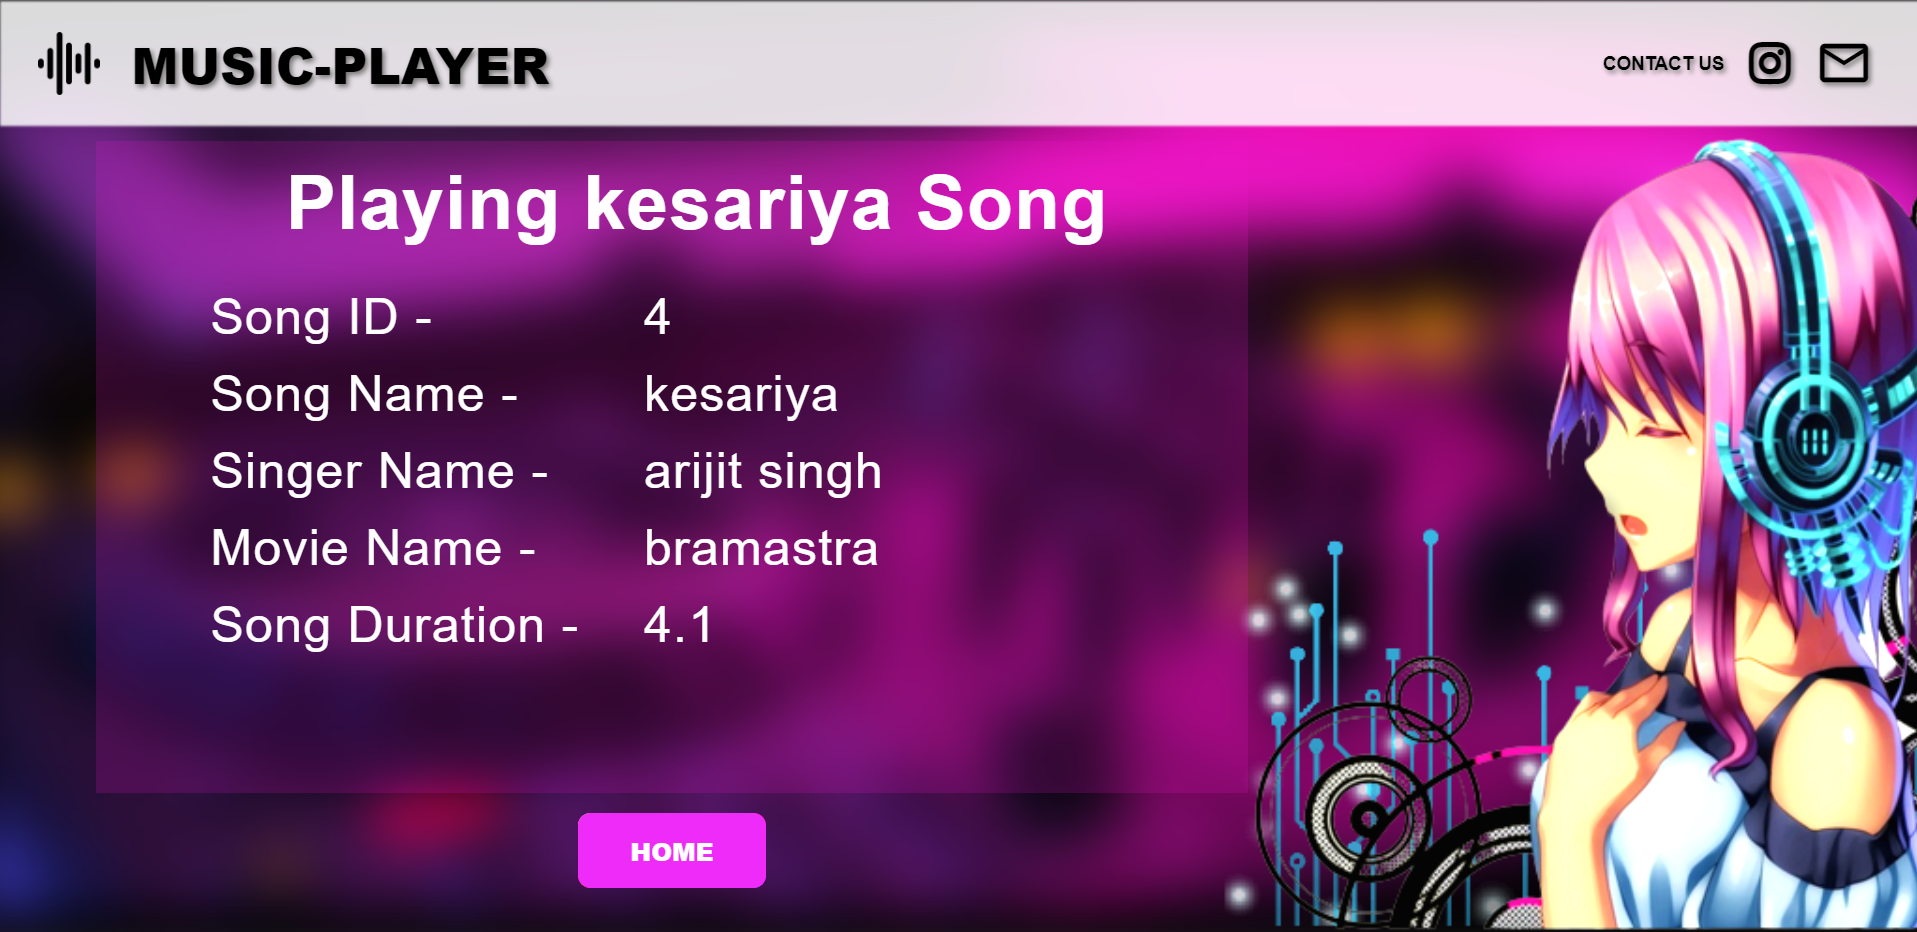 MUSIC-PLAYER
CONTACT US
Playing kesariya Song
Song ID - 4
Song Name - kesariya
Singer Name - arijit singh
Movie Name - bramastra
Song Duration - 4.1
HOME